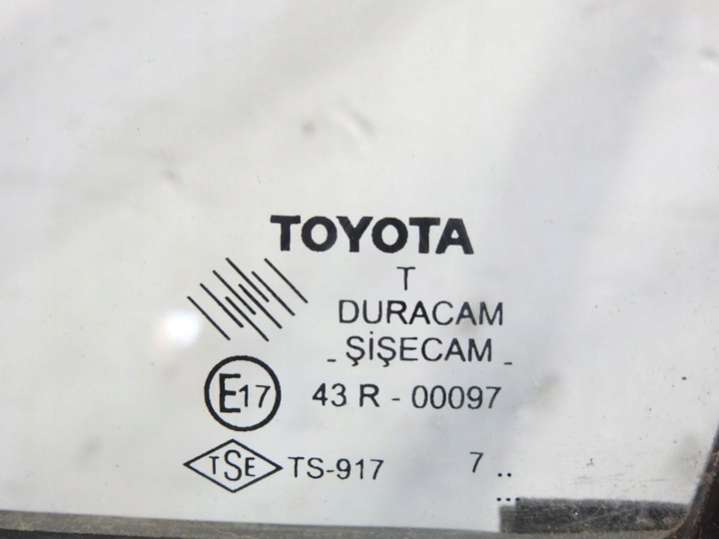 TOYOTA
T
DURACAM
- ŞİŞECAM -
E17 43 R - 00097
TSE TS-917 7 ..
...